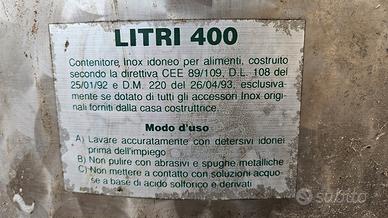 LITRI 400
Contenitore Inox idoneo per alimenti, costruito
secondo la direttiva CEE 89/109, D.L. 108 del
25/01/92 e D.M. 220 del 26/04/93, esclusiva-
mente se dotato di tutti gli accessori Inox origi-
nali forniti dalla casa costruttrice.
Modo d'uso
A) Lavare accuratamente con detersivi idonei
prima dell'impiego
B) Non pulire con abrasivi e spughe metalliche
C) Non mettere a contatto con soluzioni acquo-
se a base di acido solforico e derivati
subito